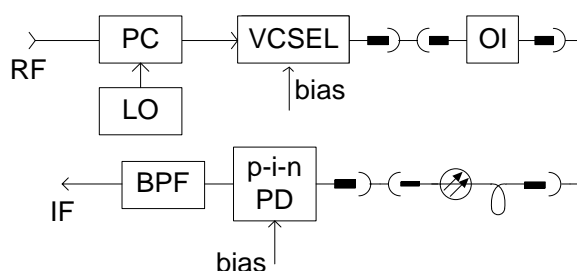 PC
VCSEL
OI
RF
LO
bias
BPF
p-i-n
PD
IF
bias